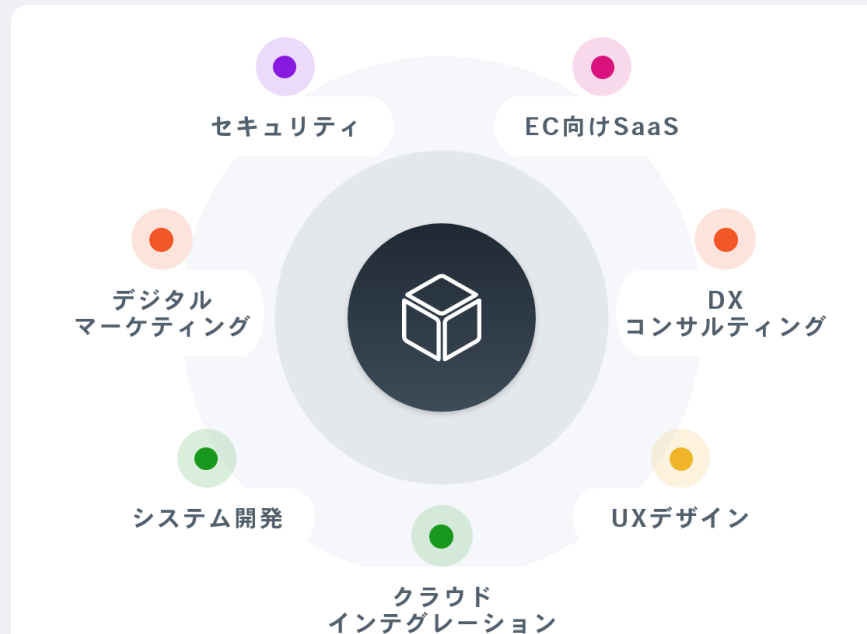 セキュリティ
EC向けSaaS
デジタル
マーケティング
DX
コンサルティング
システム開発
UXデザイン
クラウド
インテグレーション